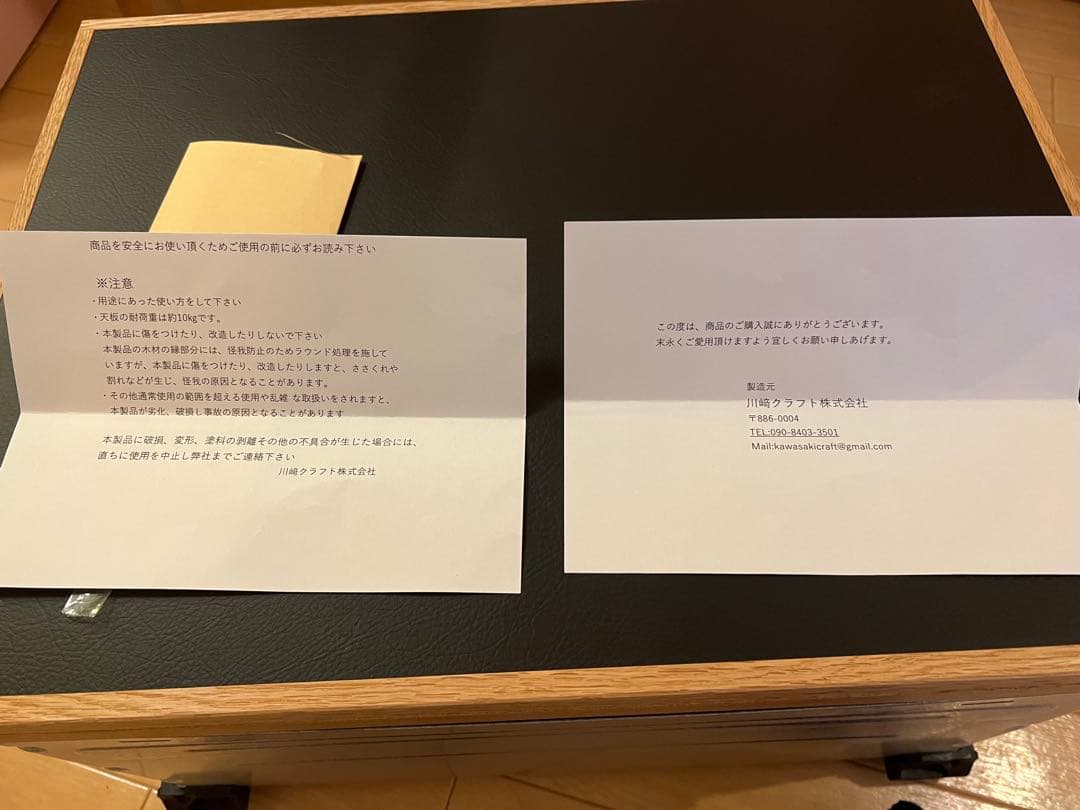 商品を安全にお使い頂くためご使用の前に必ずお読み下さい
※注意
・用途にあった使い方をして下さい
・天板の耐荷重は約10kgです。
・本製品に傷をつけたり、改造したりしないで下さい
本製品の木材の縁部分には、怪我防止のためラウンド処理を施して
いますが、本製品に傷をつけたり、改造したりしますと、ささくれや
割れなどが生じ、怪我の原因となることがあります。
・その他通常使用の範囲を超える使用や乱雑な取扱いをされますと、
本製品が劣化、破損し事故の原因となることがあります
本製品に破損、変形、塗料の剥離その他の不具合が生じた場合には、
直ちに使用を中止し弊社までご連絡下さい
川﨑クラフト株式会社
この度は、商品のご購入誠にありがとうございます。
末永くご愛用頂けますよう宜しくお願い申しあげます。
製造元
川﨑クラフト株式会社
〒886-0004
TEL:090-8403-3501
Mail:kawasakicraft@gmail.com